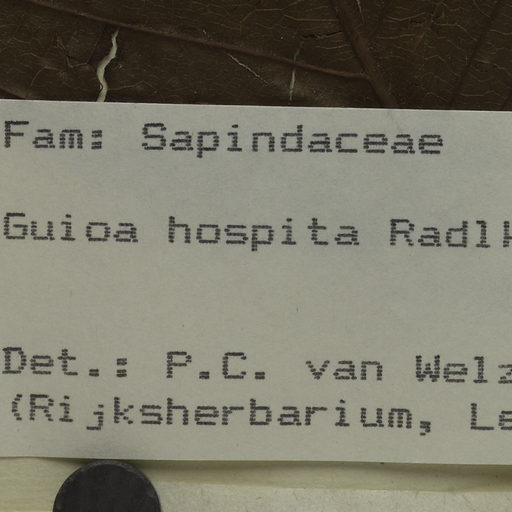 Fam: Sapindaceae
Guioa hospita Radlk
Det.: P.C. van Welz
(Rijksherbarium, Le